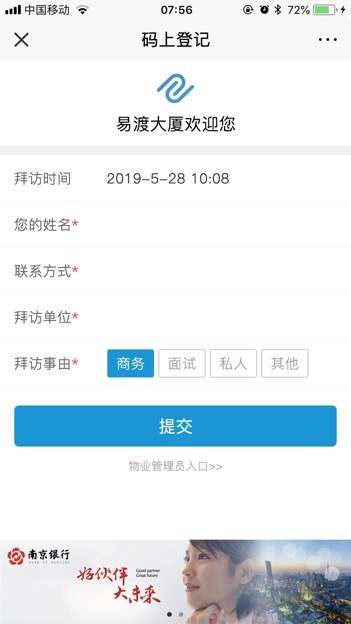 中国移动
07:56
72%
码上登记
易渡大厦欢迎您
拜访时间 2019-5-28 10:08
您的姓名*
联系方式*
拜访单位*
拜访事由* 商务 面试 私人 其他
提交
物业管理员入口>>
南京银行
BANK OF NANJING
好伙伴
大未来
Good partner
Great future